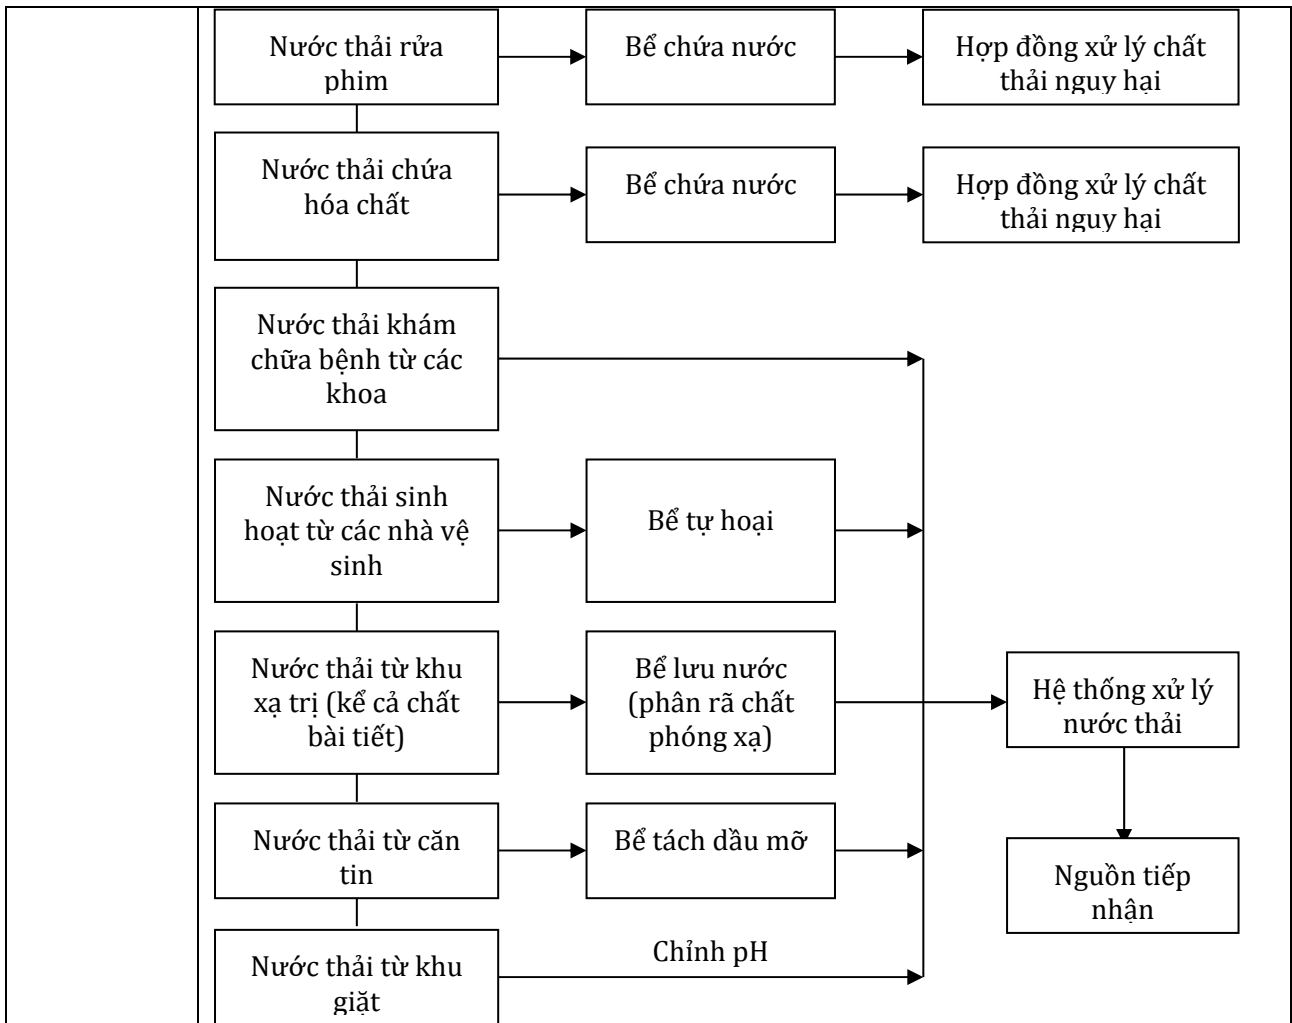 Nước thải rửa
phim
Bể chứa nước
Hợp đồng xử lý chất
thải nguy hại
Nước thải chứa
hóa chất
Bể chứa nước
Hợp đồng xử lý chất
thải nguy hại
Nước thải khám
chữa bệnh từ các
khoa
Nước thải sinh
hoạt từ các nhà vệ
sinh
Bể tự hoại
Nước thải từ khu
xạ trị (kể cả chất
bài tiết)
Bể lưu nước
(phân rã chất
phóng xạ)
Hệ thống xử lý
nước thải
Nước thải từ căn
tin
Bể tách dầu mỡ
Nguồn tiếp
nhận
Nước thải từ khu
giặt
Chỉnh pH